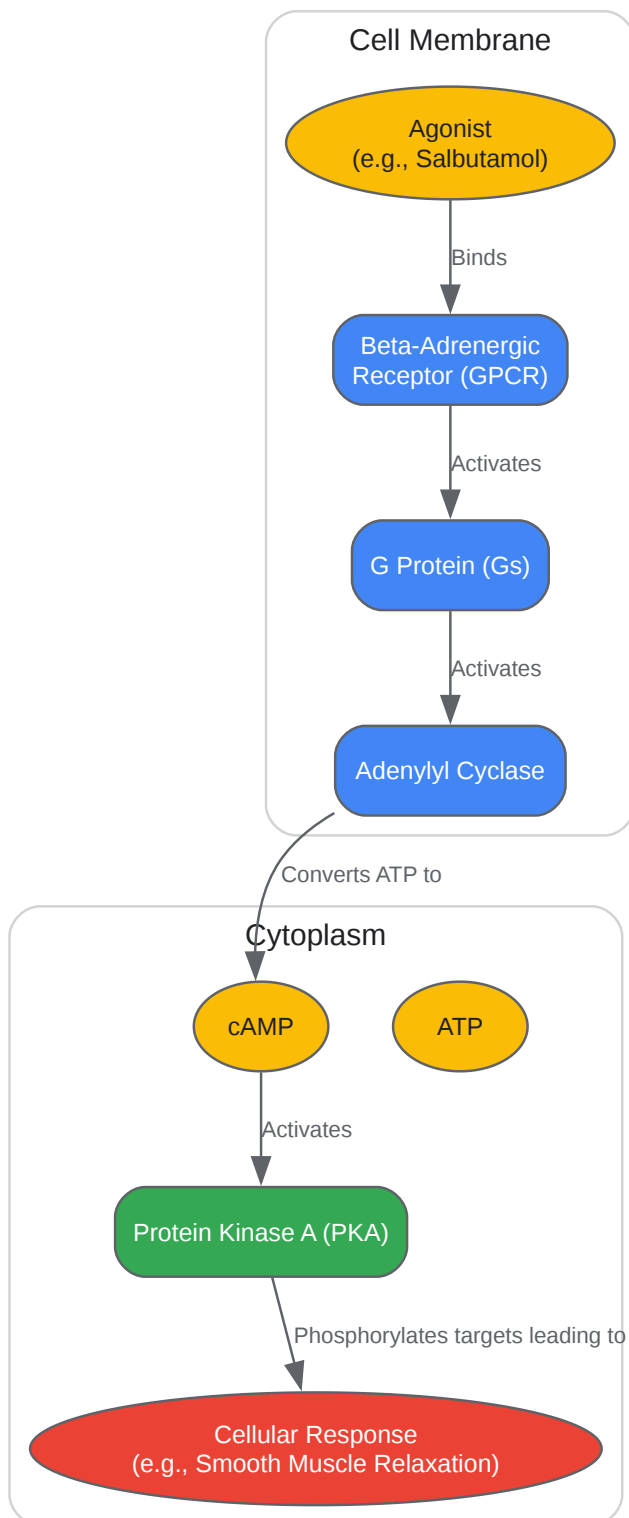 Cell Membrane
Agonist
(e.g., Salbutamol)
Binds
Beta-Adrenergic
Receptor (GPCR)
Activates
G Protein (Gs)
Activates
Adenylyl Cyclase
Converts ATP to
Cytoplasm
cAMP
ATP
Activates
Protein Kinase A (PKA)
Phosphorylates targets leading to
Cellular Response
(e.g., Smooth Muscle Relaxation)